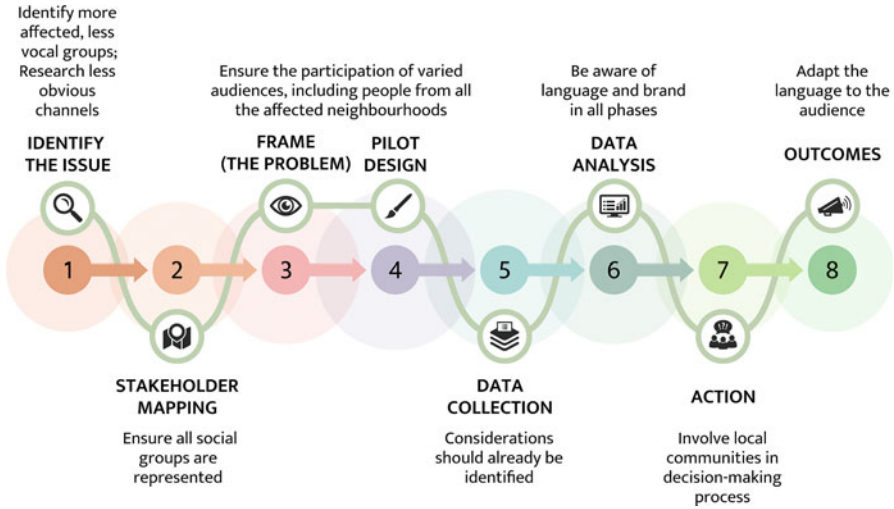 Identify more
affected, less
vocal groups;
Research less
obvious
channels
IDENTIFY
THE ISSUE
Ensure the participation of varied
audiences, including people from all
the affected neighbourhoods
FRAME
(THE PROBLEM)
PILOT
DESIGN
Be aware of
language and brand
in all phases
DATA
ANALYSIS
Adapt the
language to the
audience
OUTCOMES
1
2
3
4
5
6
7
8
!?!
STAKEHOLDER
MAPPING
Ensure all social
groups are
represented
DATA
COLLECTION
Considerations
should already be
identified
ACTION
Involve local
communities in
decision-making
process